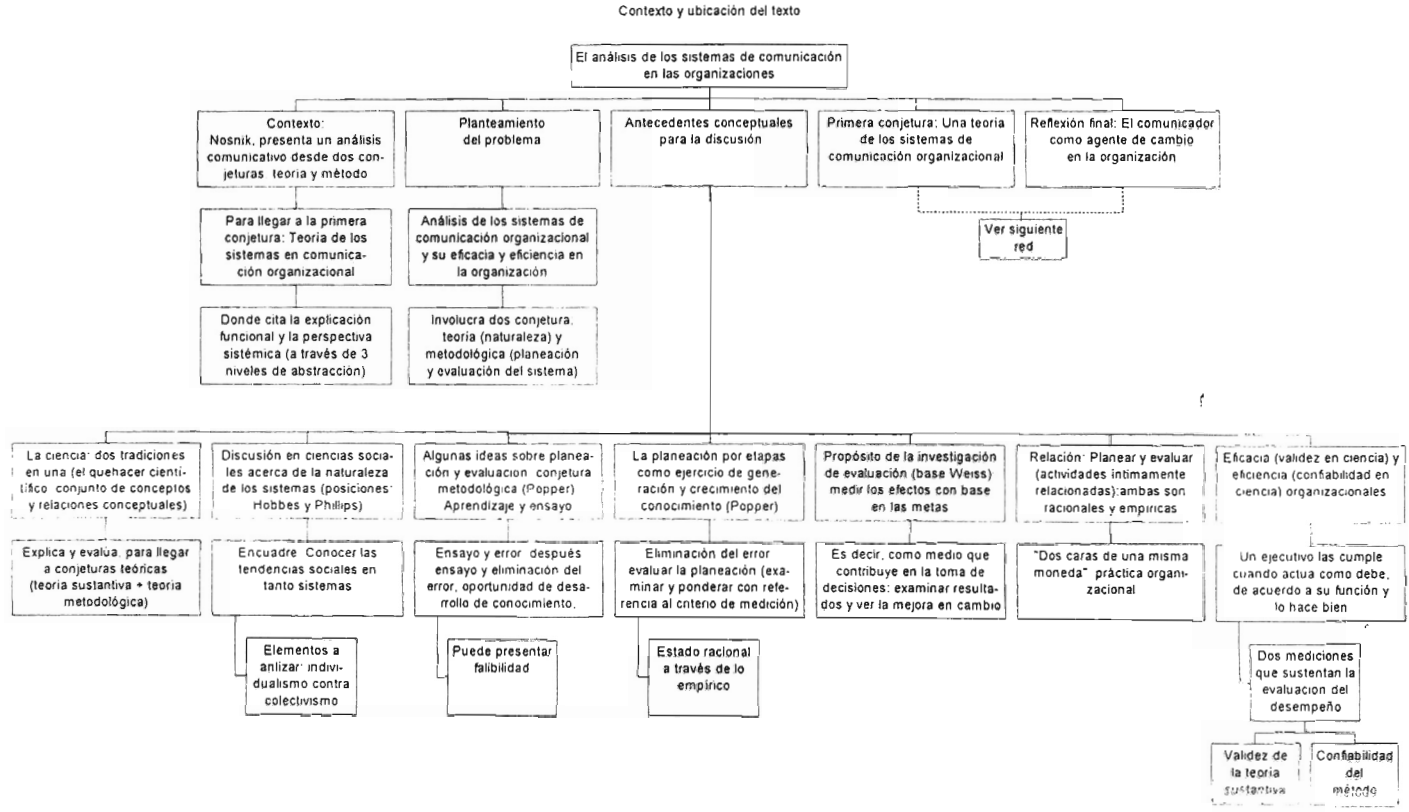 Contexto y ubicación del texto
El análisis de los sistemas de comunicación
en las organizaciones
Contexto:
Nosnik, presenta un análisis
comunicativo desde dos con-
jeturas teoría y método
Planteamiento
del problema
Antecedentes conceptuales
para la discusión
Primera conjetura: Una teoría
de los sistemas de
comunicación organizacional
Reflexión final: El comunicador
como agente de cambio
en la organización
Para llegar a la primera
conjetura: Teoría de los
sistemas en comunica-
ción organizacional
Análisis de los sistemas de
comunicación organizacional
y su eficacia y eficiencia en
la organización
Ver siguiente
red
Donde cita la explicación
funcional y la perspectiva
sistémica (a través de 3
niveles de abstracción)
Involucra dos conjetura.
teoría (naturaleza) y
metodológica (planeación
y evaluación del sistema)
La ciencia: dos tradiciones
en una (el quehacer cientí-
tífico conjunto de conceptos
y relaciones conceptuales)
Discusión en ciencias socia-
les acerca de la naturaleza
de los sistemas (posiciones:
Hobbes y Phillips)
Algunas ideas sobre planea-
ción y evaluacion conjetura
metodológica (Popper)
Aprendizaje y ensayo
La planeación por etapas
como ejercicio de gene-
ración y crecimiento del
conocimiento (Popper)
Propósito de la investigación
de evaluación (base Weiss)
medir los efectos con base
en las metas
Relación: Planear y evaluar
(actividades intimamente
relacionadas):ambas son
racionales y empíricas
Eficacia (validez en ciencia) y
eficiencia (confiabilidad en
ciencia) organizacionales
Explica y evalúa, para llegar
a conjeturas teóricas
(teoría sustantiva + teoría
metodológica)
Encuadre Conocer las
tendencias sociales en
tanto sistemas
Ensayo y error después
ensayo y eliminación del
error, oportunidad de desa-
rrollo de conocimiento.
Eliminación del error
evaluar la planeación (exa-
minar y ponderar con refe-
rencia al criterio de medición)
Es decir, como medio que
contribuye en la toma de
decisiones: examinar resulta-
dos y ver la mejora en cambio
"Dos caras de una misma
moneda" práctica organi-
zacional
Un ejecutivo las cumple
cuando actua como debe,
de acuerdo a su función y
lo hace bien
Elementos a
anlizar: indivi-
dualismo contra
colectivismo
Puede presentar
falibilidad
Estado racional
a través de lo
empírico
Dos mediciones
que sustentan la
evaluacion del
desempeño
Validez de
la teoría
sustantiva
Confiabilidad
del
método